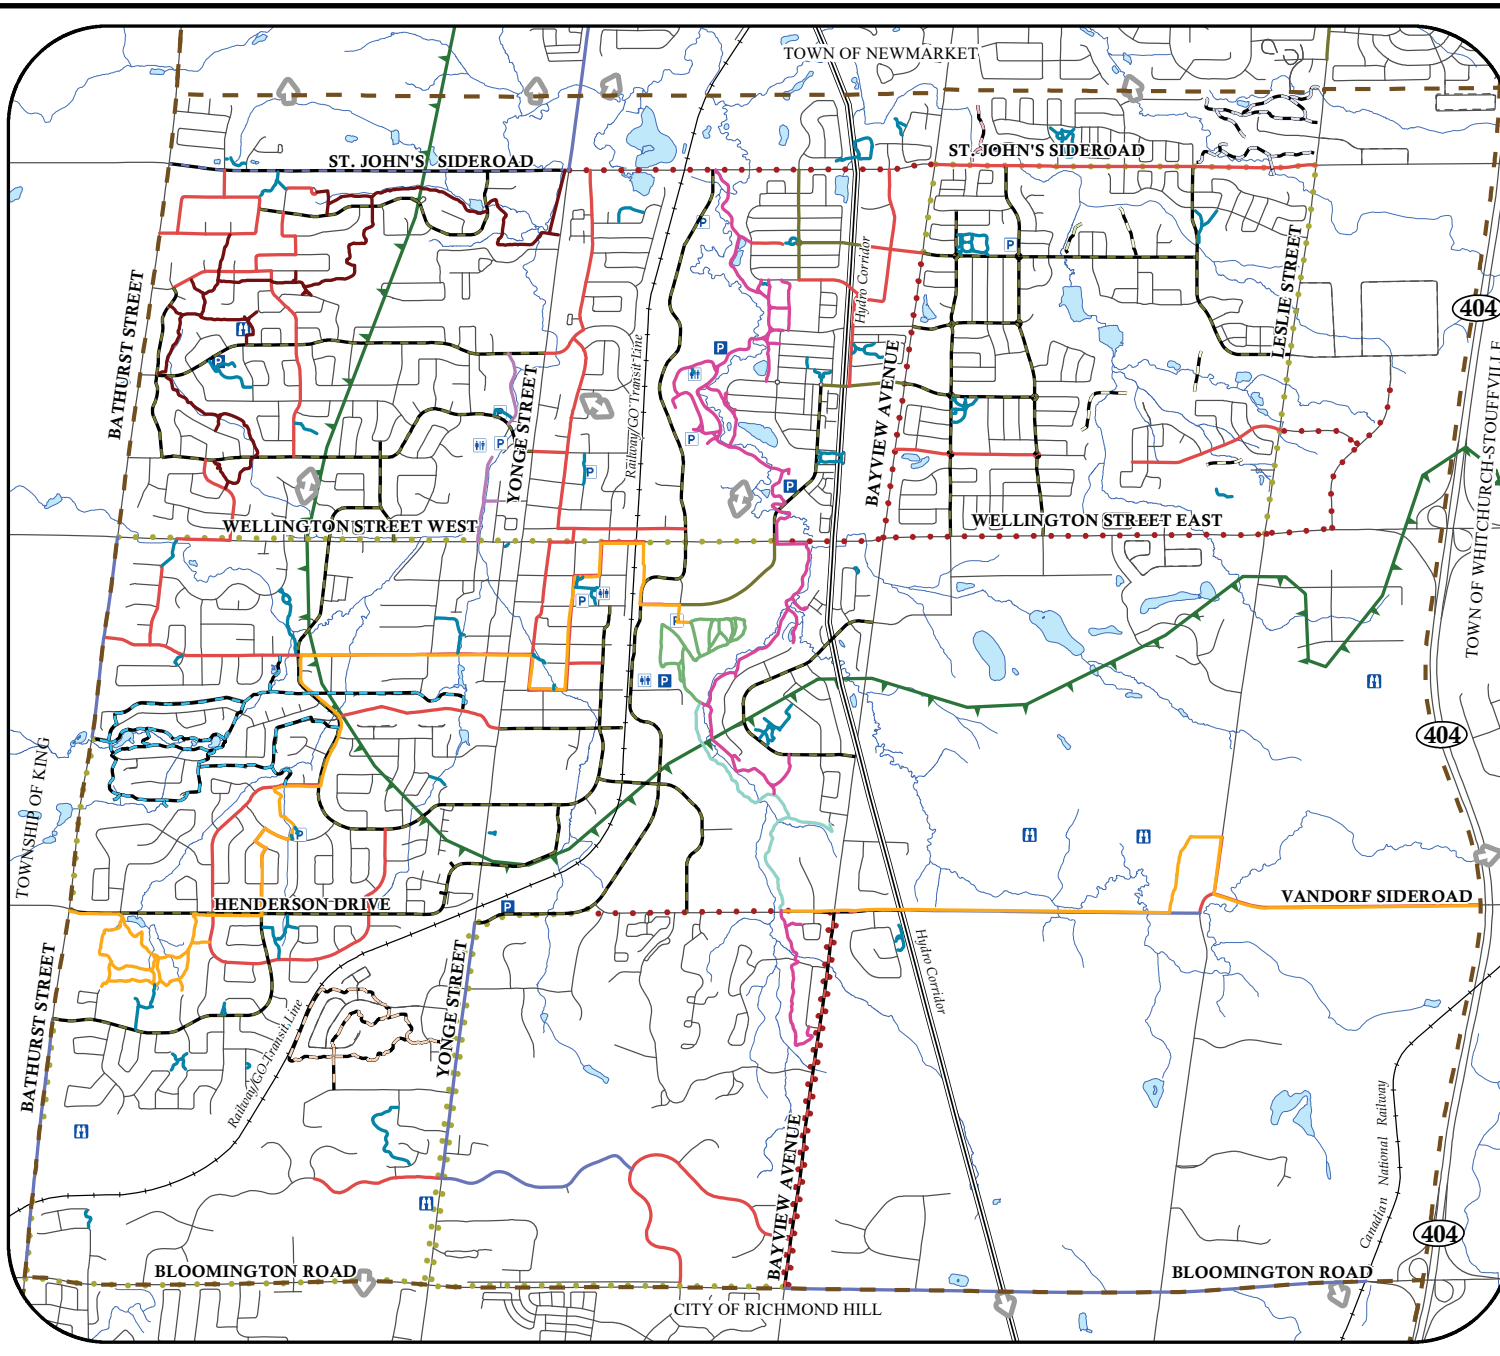 TOWN OF NEWMARKET
ST. JOHN'S SIDEROAD
ST. JOHN'S SIDEROAD
P
Hydro Corridor
LESLIE STREET
BATHURST STREET
404
Railway/GO Transit Line
P
P
YONGE STREET
BAYVIEW AVENUE
TOWN OF WHITCHURCH-STOUFFVILLE
P
P
P
P
WELLINGTON STREET WEST
WELLINGTON STREET EAST
P
P
P
404
TOWNSHIP OF KING
P
HENDERSON DRIVE
P
VANDORF SIDEROAD
BATHURST STREET
YONGE STREET
Hydro Corridor
Railway/GO Transit Line
BAYVIEW AVENUE
Canadian National Railway
404
BLOOMINGTON ROAD
BLOOMINGTON ROAD
CITY OF RICHMOND HILL